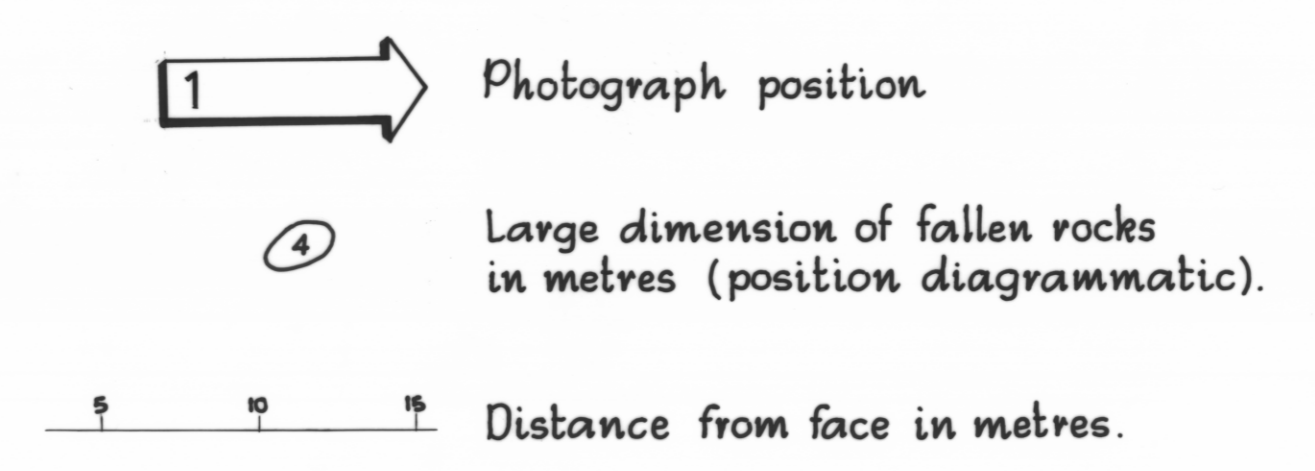 1 Photograph position
4 Large dimension of fallen rocks
in metres (position diagrammatic).
5 10 15 Distance from face in metres.